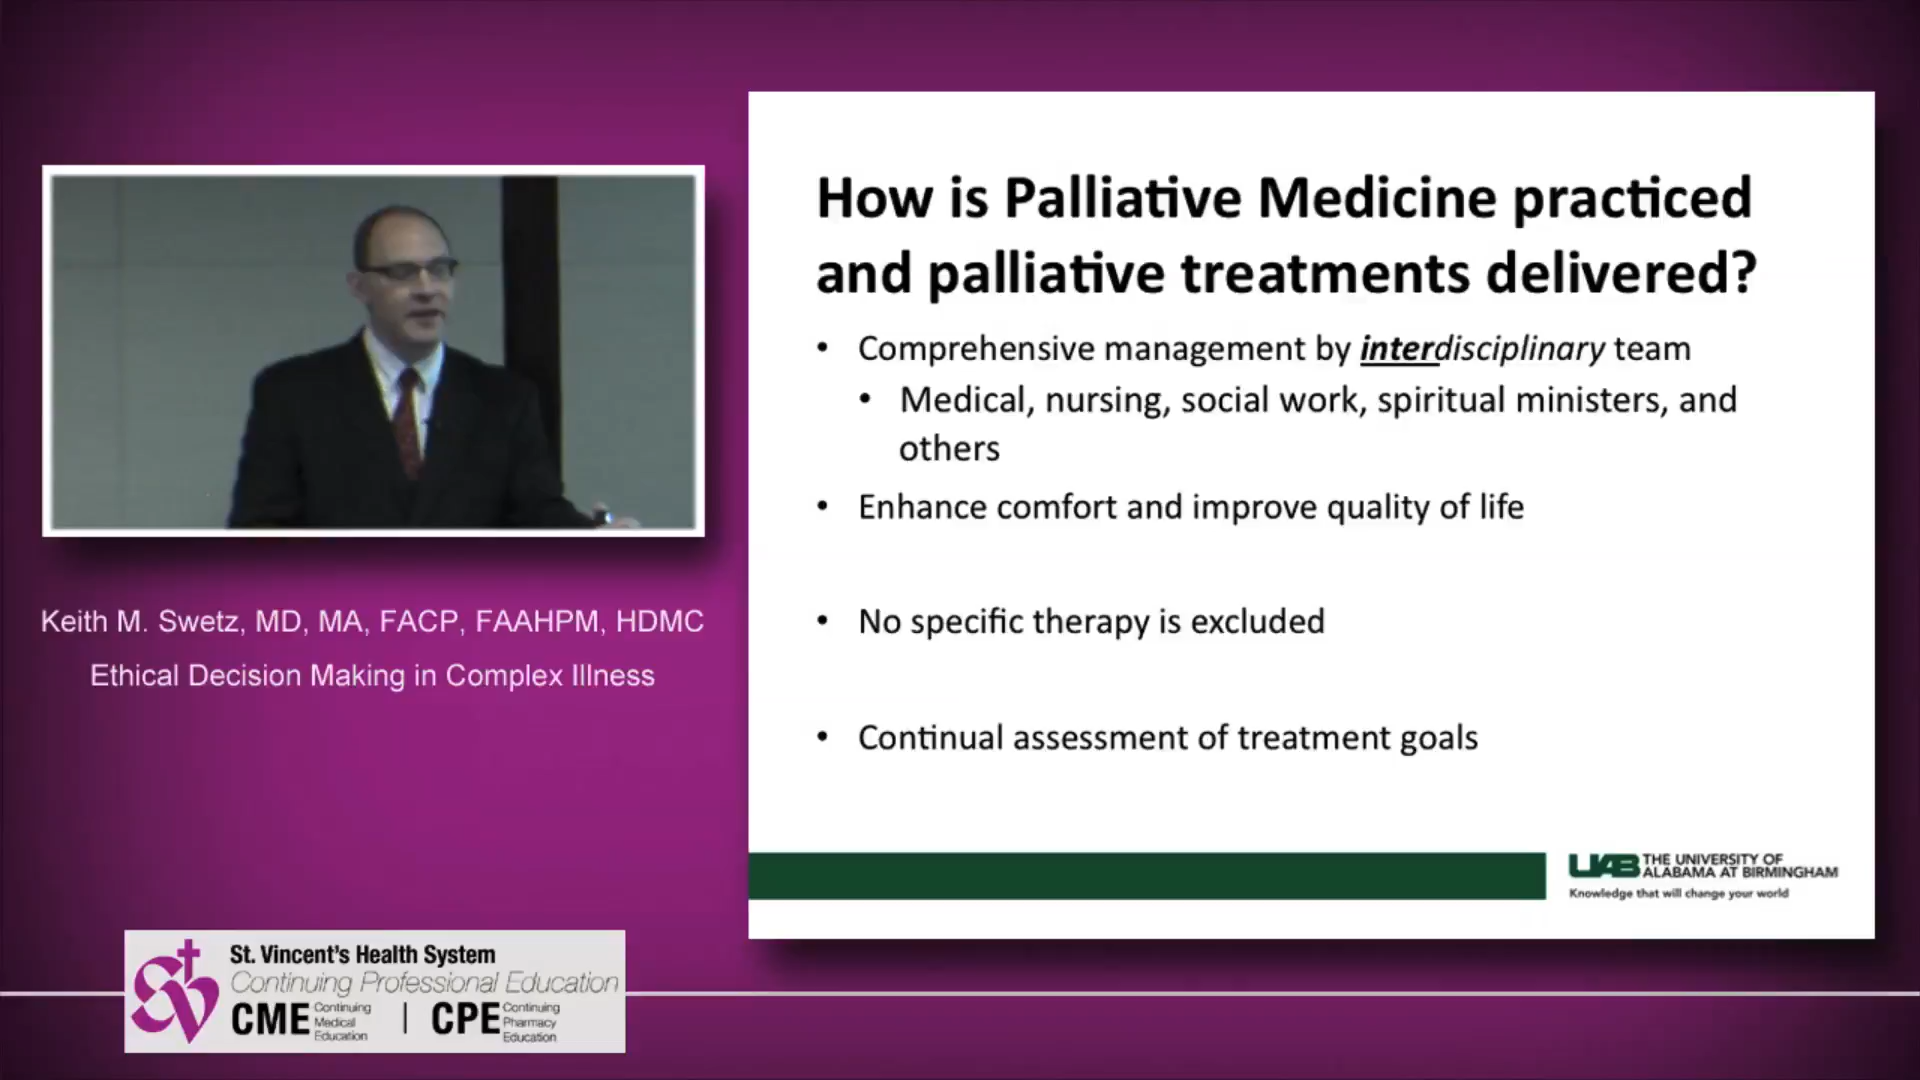 How is Palliative Medicine practiced
and palliative treatments delivered?
• Comprehensive management by interdisciplinary team
• Medical, nursing, social work, spiritual ministers, and
others
• Enhance comfort and improve quality of life
• No specific therapy is excluded
• Continual assessment of treatment goals
UAB THE UNIVERSITY OF
ALABAMA AT BIRMINGHAM
Knowledge that will change your world
Keith M. Swetz, MD, MA, FACP, FAAHPM, HDMC
Ethical Decision Making in Complex Illness
St. Vincent's Health System
Continuing Professional Education
CME Continuing Medical Education | CPE Continuing Pharmacy Education